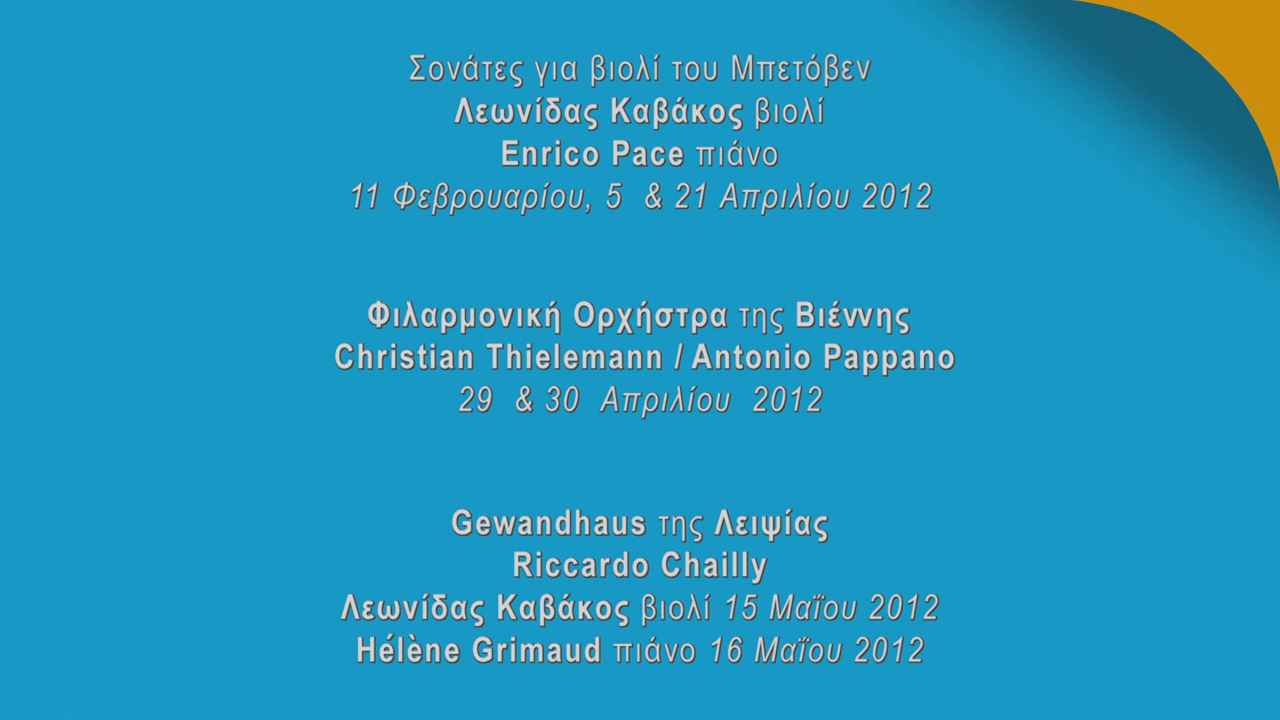 Σονάτες για βιολί του Μπετόβεν
Λεωνίδας Καβάκος βιολί
Enrico Pace πιάνο
11 Φεβρουαρίου, 5 & 21 Απριλίου 2012
Φιλαρμονική Ορχήστρα της Βιέννης
Christian Thielemann / Antonio Pappano
29 & 30 Απριλίου 2012
Gewandhaus της Λειψίας
Riccardo Chailly
Λεωνίδας Καβάκος βιολί 15 Μαΐου 2012
Hélène Grimaud πιάνο 16 Μαΐου 2012